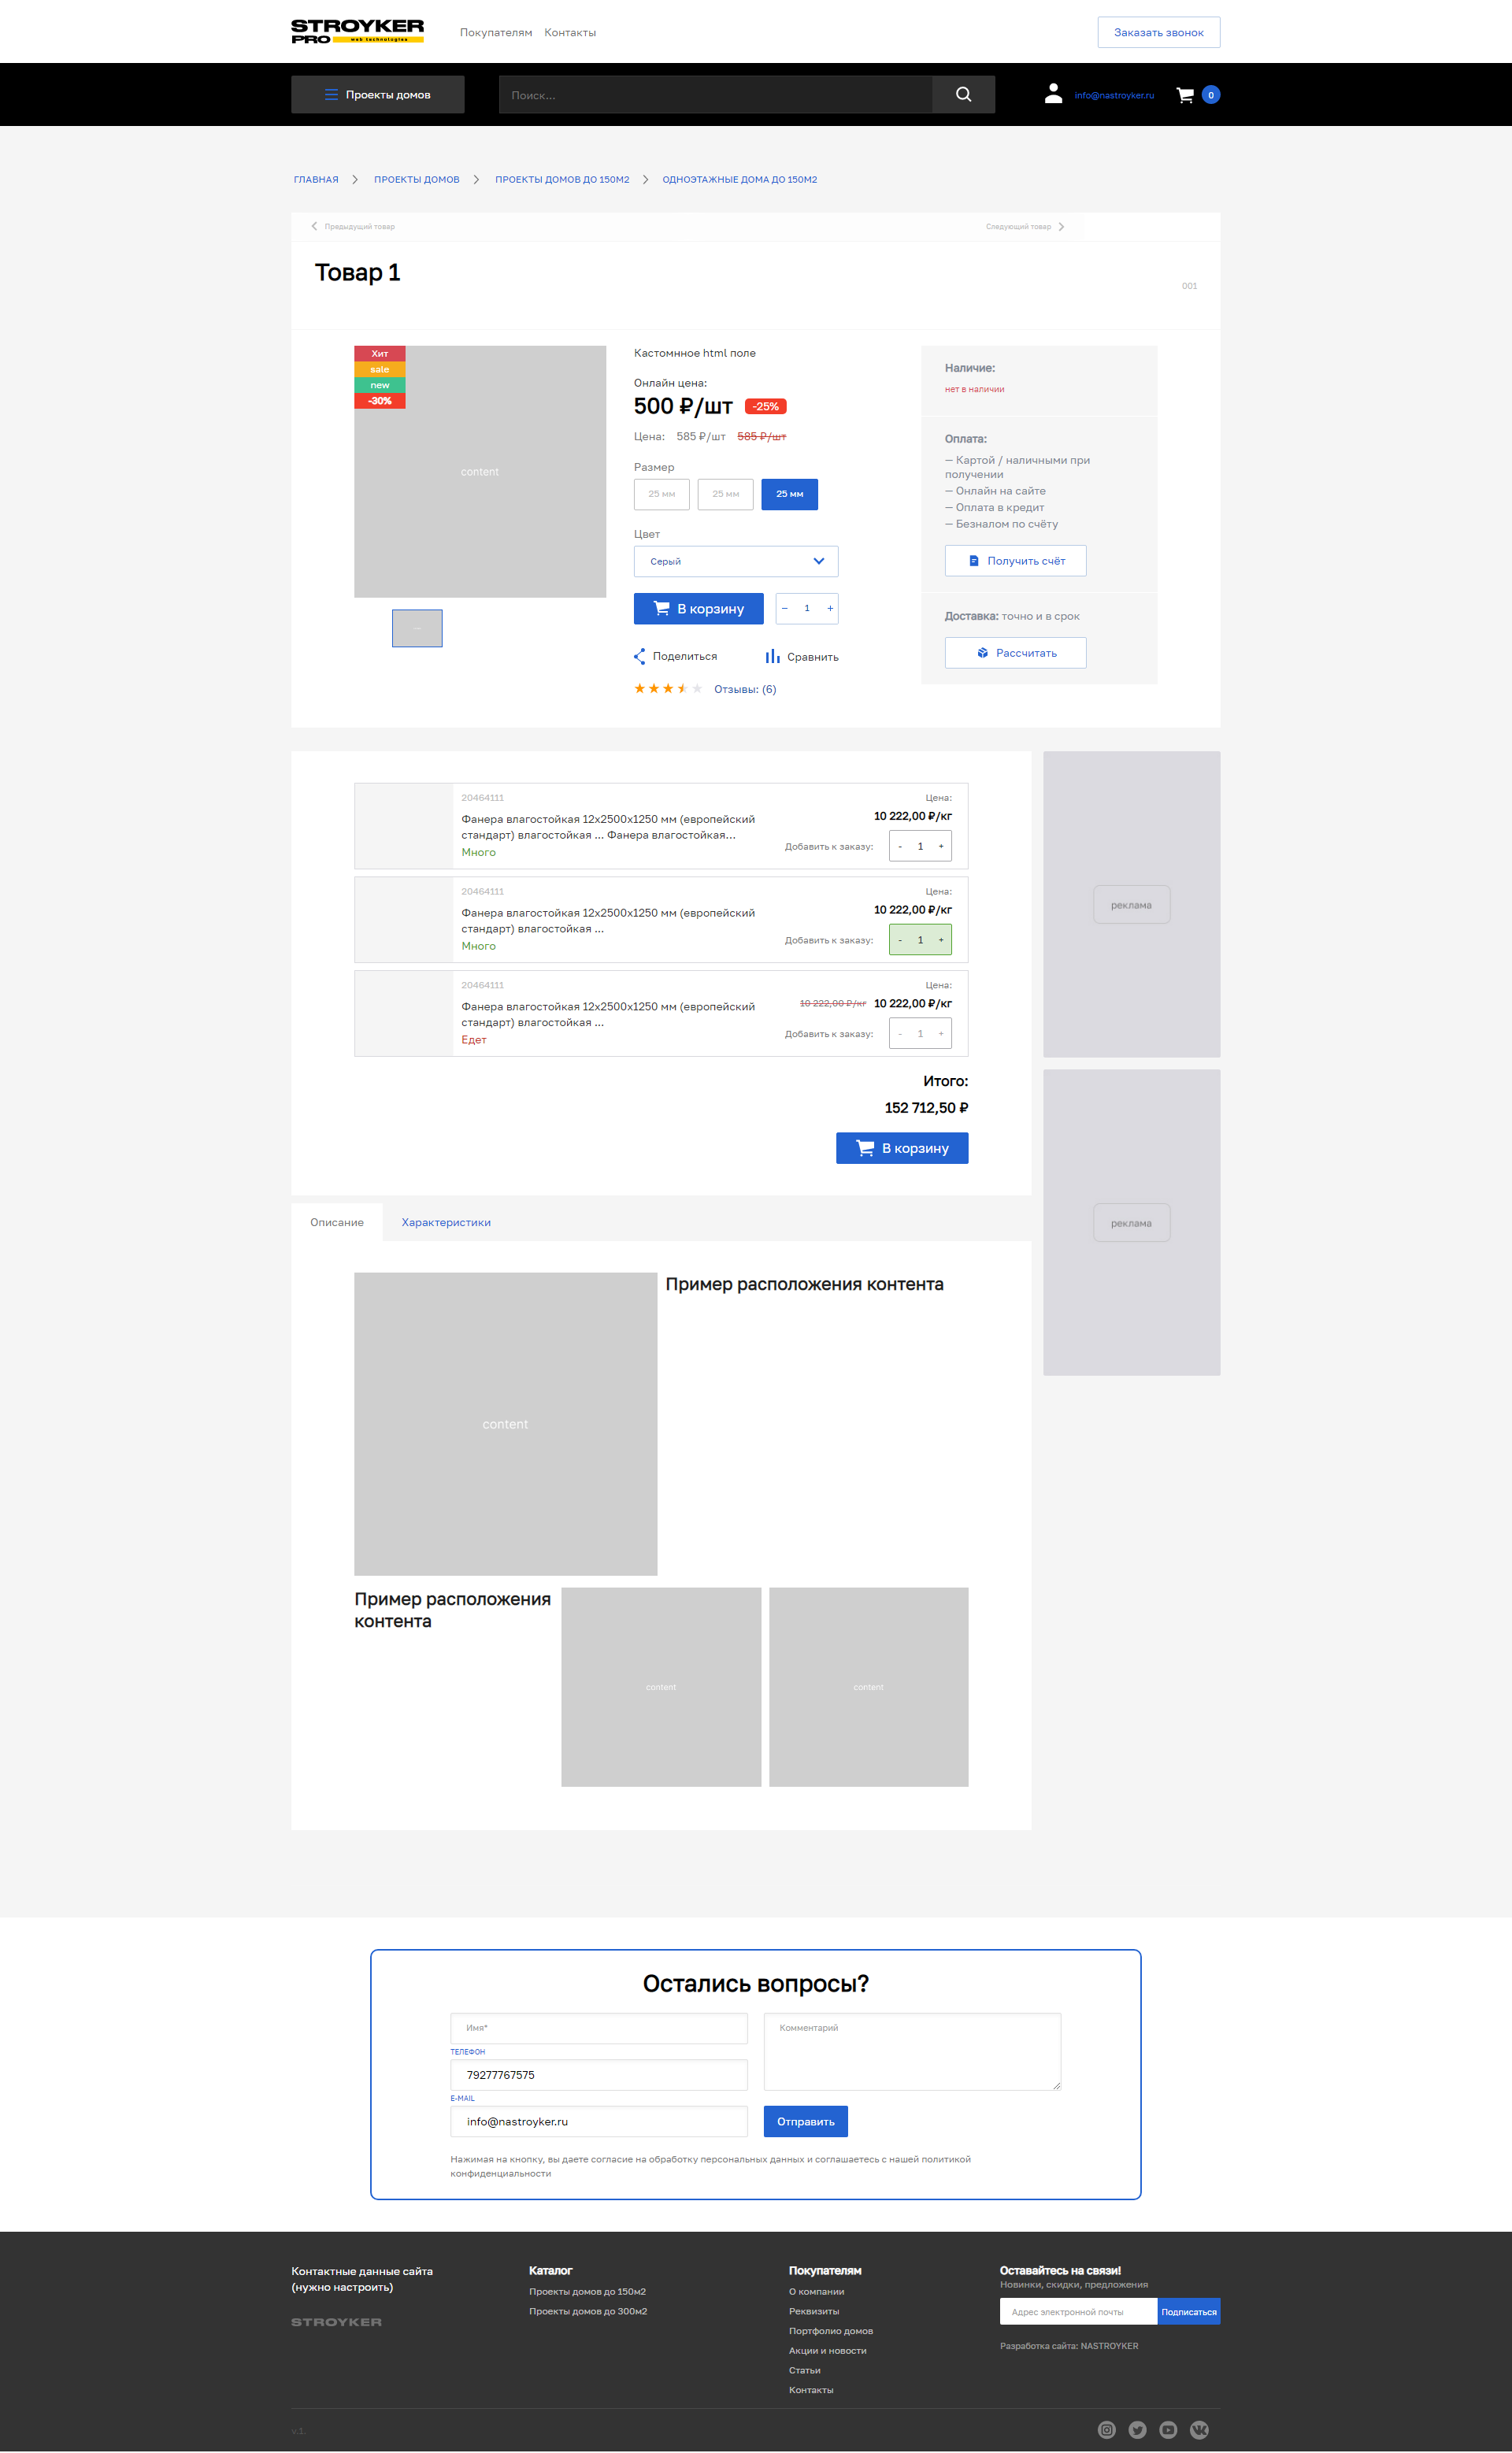 STROYKER
PRO web technologies
Покупателям Контакты
Заказать звонок
Проекты домов
Поиск...
info@nastroyker.ru
0
ГЛАВНАЯ
ПРОЕКТЫ ДОМОВ
ПРОЕКТЫ ДОМОВ ДО 150М2
ОДНОЭТАЖНЫЕ ДОМА ДО 150М2
Предыдущий товар
Следующий товар
Товар 1
001
Хит
sale
new
-30%
content
Кастомнное html поле
Онлайн цена:
500 ₽/шт -25%
Цена: 585 ₽/шт 585 ₽/шт
Размер
25 мм 25 мм 25 мм
Цвет
Серый
В корзину
− 1 +
Поделиться
Сравнить
Отзывы: (6)
Наличие:
нет в наличии
Оплата:
— Картой / наличными при
получении
— Онлайн на сайте
— Оплата в кредит
— Безналом по счёту
Получить счёт
Доставка: точно и в срок
Рассчитать
20464111
Цена:
Фанера влагостойкая 12х2500х1250 мм (европейский
стандарт) влагостойкая ... Фанера влагостойкая...
Много
10 222,00 ₽/кг
Добавить к заказу:
- 1 +
20464111
Цена:
Фанера влагостойкая 12х2500х1250 мм (европейский
стандарт) влагостойкая ...
Много
10 222,00 ₽/кг
Добавить к заказу:
- 1 +
20464111
Цена:
Фанера влагостойкая 12х2500х1250 мм (европейский
стандарт) влагостойкая ...
Едет
10 222,00 ₽/кг 10 222,00 ₽/кг
Добавить к заказу:
- 1 +
Итого:
152 712,50 ₽
В корзину
реклама
реклама
Описание
Характеристики
content
Пример расположения контента
Пример расположения
контента
content
content
Остались вопросы?
Имя*
ТЕЛЕФОН
79277767575
E-MAIL
info@nastroyker.ru
Комментарий
Отправить
Нажимая на кнопку, вы даете согласие на обработку персональных данных и соглашаетесь с нашей политикой
конфиденциальности
Контактные данные сайта
(нужно настроить)
STROYKER
Каталог
Проекты домов до 150м2
Проекты домов до 300м2
Покупателям
О компании
Реквизиты
Портфолио домов
Акции и новости
Статьи
Контакты
Оставайтесь на связи!
Новинки, скидки, предложения
Адрес электронной почты
Подписаться
Разработка сайта: NASTROYKER
v.1.